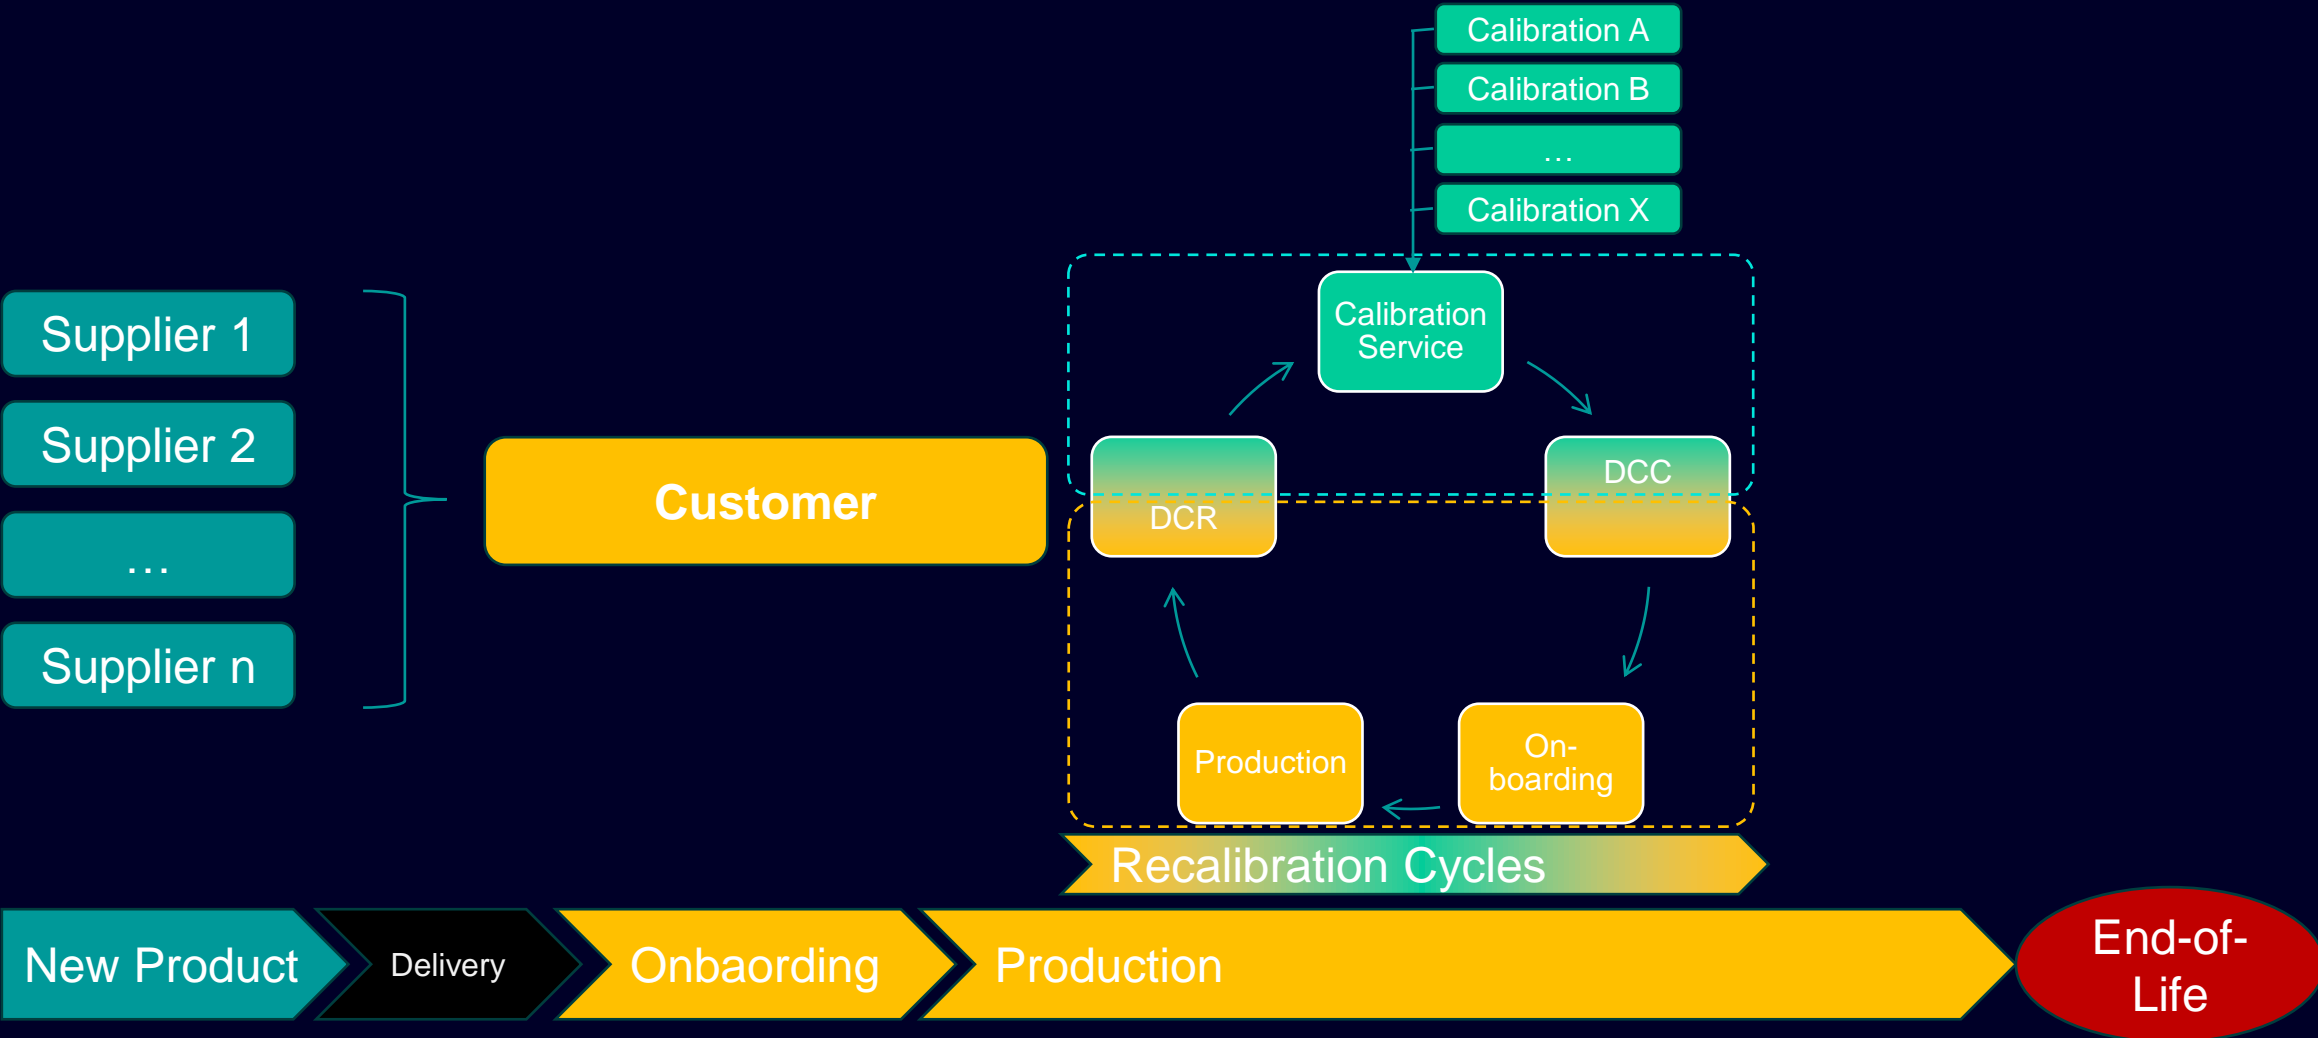 Calibration A
Calibration B
...
Calibration X
Supplier 1
Supplier 2
...
Supplier n
Customer
Calibration
Service
DCR
DCC
Production
On-
boarding
Recalibration Cycles
New Product
Delivery
Onbaording
Production
End-of-
Life